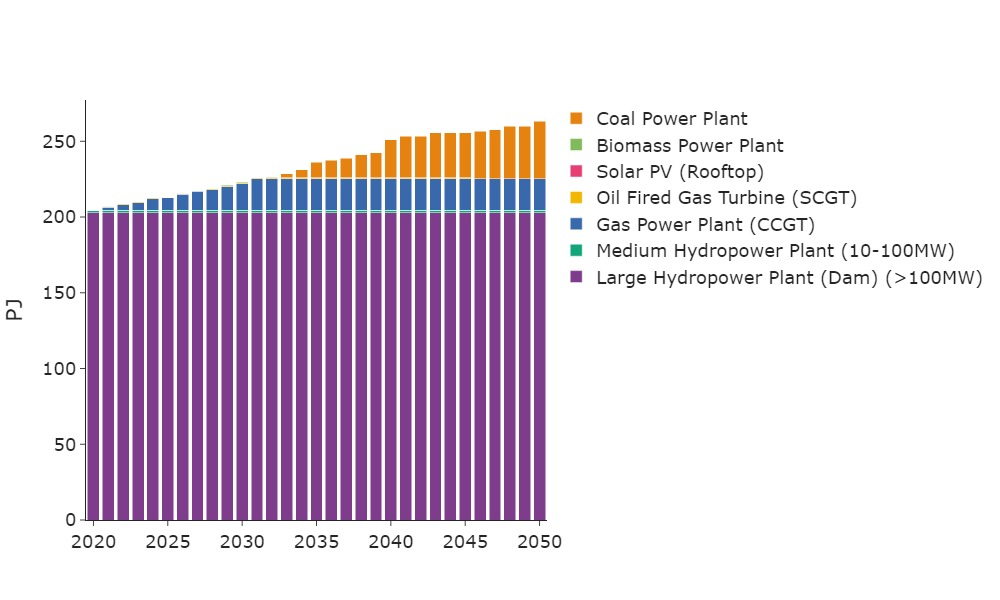 Coal Power Plant
Biomass Power Plant
Solar PV (Rooftop)
Oil Fired Gas Turbine (SCGT)
Gas Power Plant (CCGT)
Medium Hydropower Plant (10-100MW)
Large Hydropower Plant (Dam) (>100MW)
PJ
250
200
150
100
50
0
2020 2025 2030 2035 2040 2045 2050